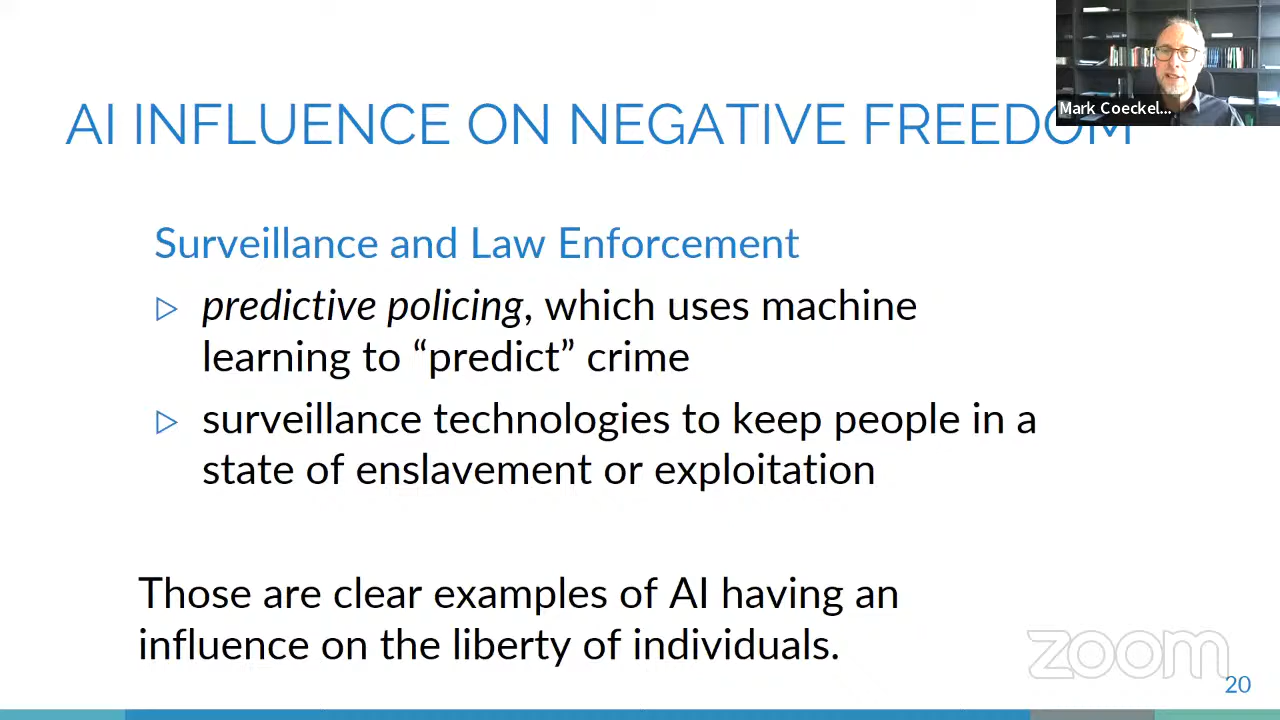 Mark Coeckel...
AI INFLUENCE ON NEGATIVE FREEDOM
Surveillance and Law Enforcement
▷ predictive policing, which uses machine
learning to “predict” crime
▷ surveillance technologies to keep people in a
state of enslavement or exploitation
Those are clear examples of AI having an
influence on the liberty of individuals.
zoom
20